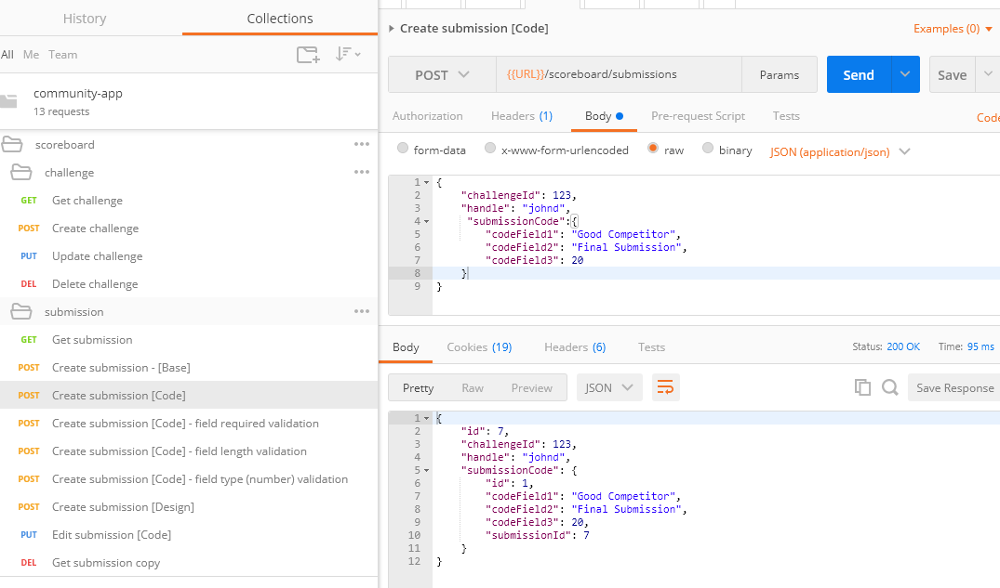 History Collections
All Me Team
community-app
13 requests
scoreboard
challenge
GET Get challenge
POST Create challenge
PUT Update challenge
DEL Delete challenge
submission
GET Get submission
POST Create submission - [Base]
POST Create submission [Code]
POST Create submission [Code] - field required validation
POST Create submission [Code] - field length validation
POST Create submission [Code] - field type (number) validation
POST Create submission [Design]
PUT Edit submission [Code]
DEL Get submission copy
Create submission [Code] Examples (0)
POST {{URL}}/scoreboard/submissions Params Send Save
Authorization Headers (1) Body Pre-request Script Tests Code
form-data x-www-form-urlencoded raw binary JSON (application/json)
1 {
2 "challengeId": 123,
3 "handle": "johnd",
4 "submissionCode":{
5 "codeField1": "Good Competitor",
6 "codeField2": "Final Submission",
7 "codeField3": 20
8 }
9 }
Body Cookies (19) Headers (6) Tests Status: 200 OK Time: 95 ms
Pretty Raw Preview JSON Save Response
1 {
2 "id": 7,
3 "challengeId": 123,
4 "handle": "johnd",
5 "submissionCode": {
6 "id": 1,
7 "codeField1": "Good Competitor",
8 "codeField2": "Final Submission",
9 "codeField3": 20,
10 "submissionId": 7
11 }
12 }